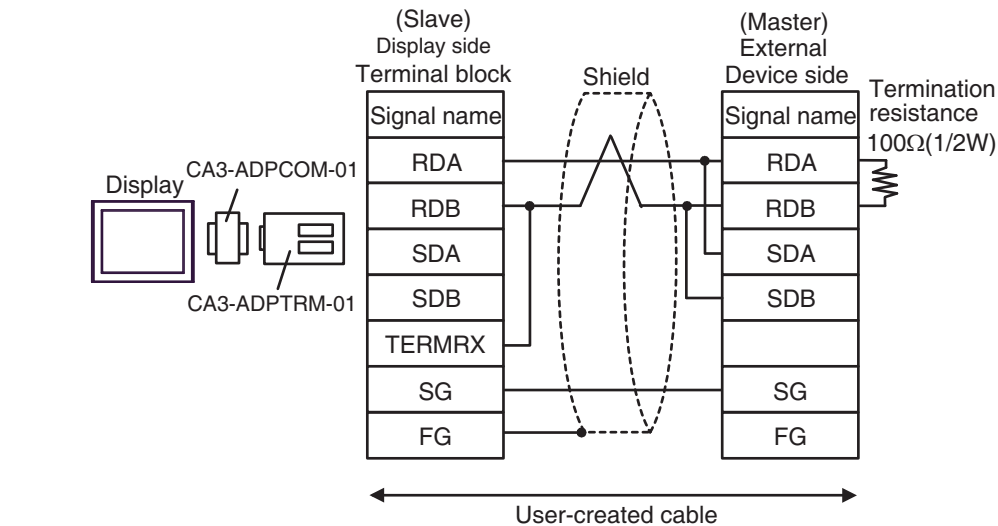 (Slave)
Display side
Terminal block
(Master)
External
Device side
Shield
Termination
resistance
100Ω(1/2W)
Display
CA3-ADPCOM-01
CA3-ADPTRM-01
Signal name
RDA
RDB
SDA
SDB
TERMRX
SG
FG
Signal name
RDA
RDB
SDA
SDB
SG
FG
User-created cable